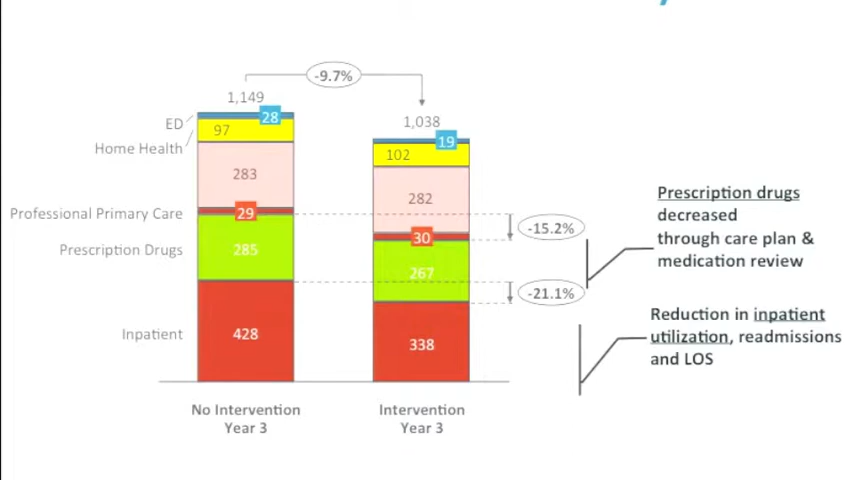 -9.7%
1,149
1,038
ED
28
19
97
102
Home Health
283
282
Professional Primary Care
29
30
-15.2%
Prescription Drugs
285
267
-21.1%
Inpatient
428
338
No Intervention
Year 3
Intervention
Year 3
Prescription drugs
decreased
through care plan &
medication review
Reduction in inpatient
utilization, readmissions
and LOS